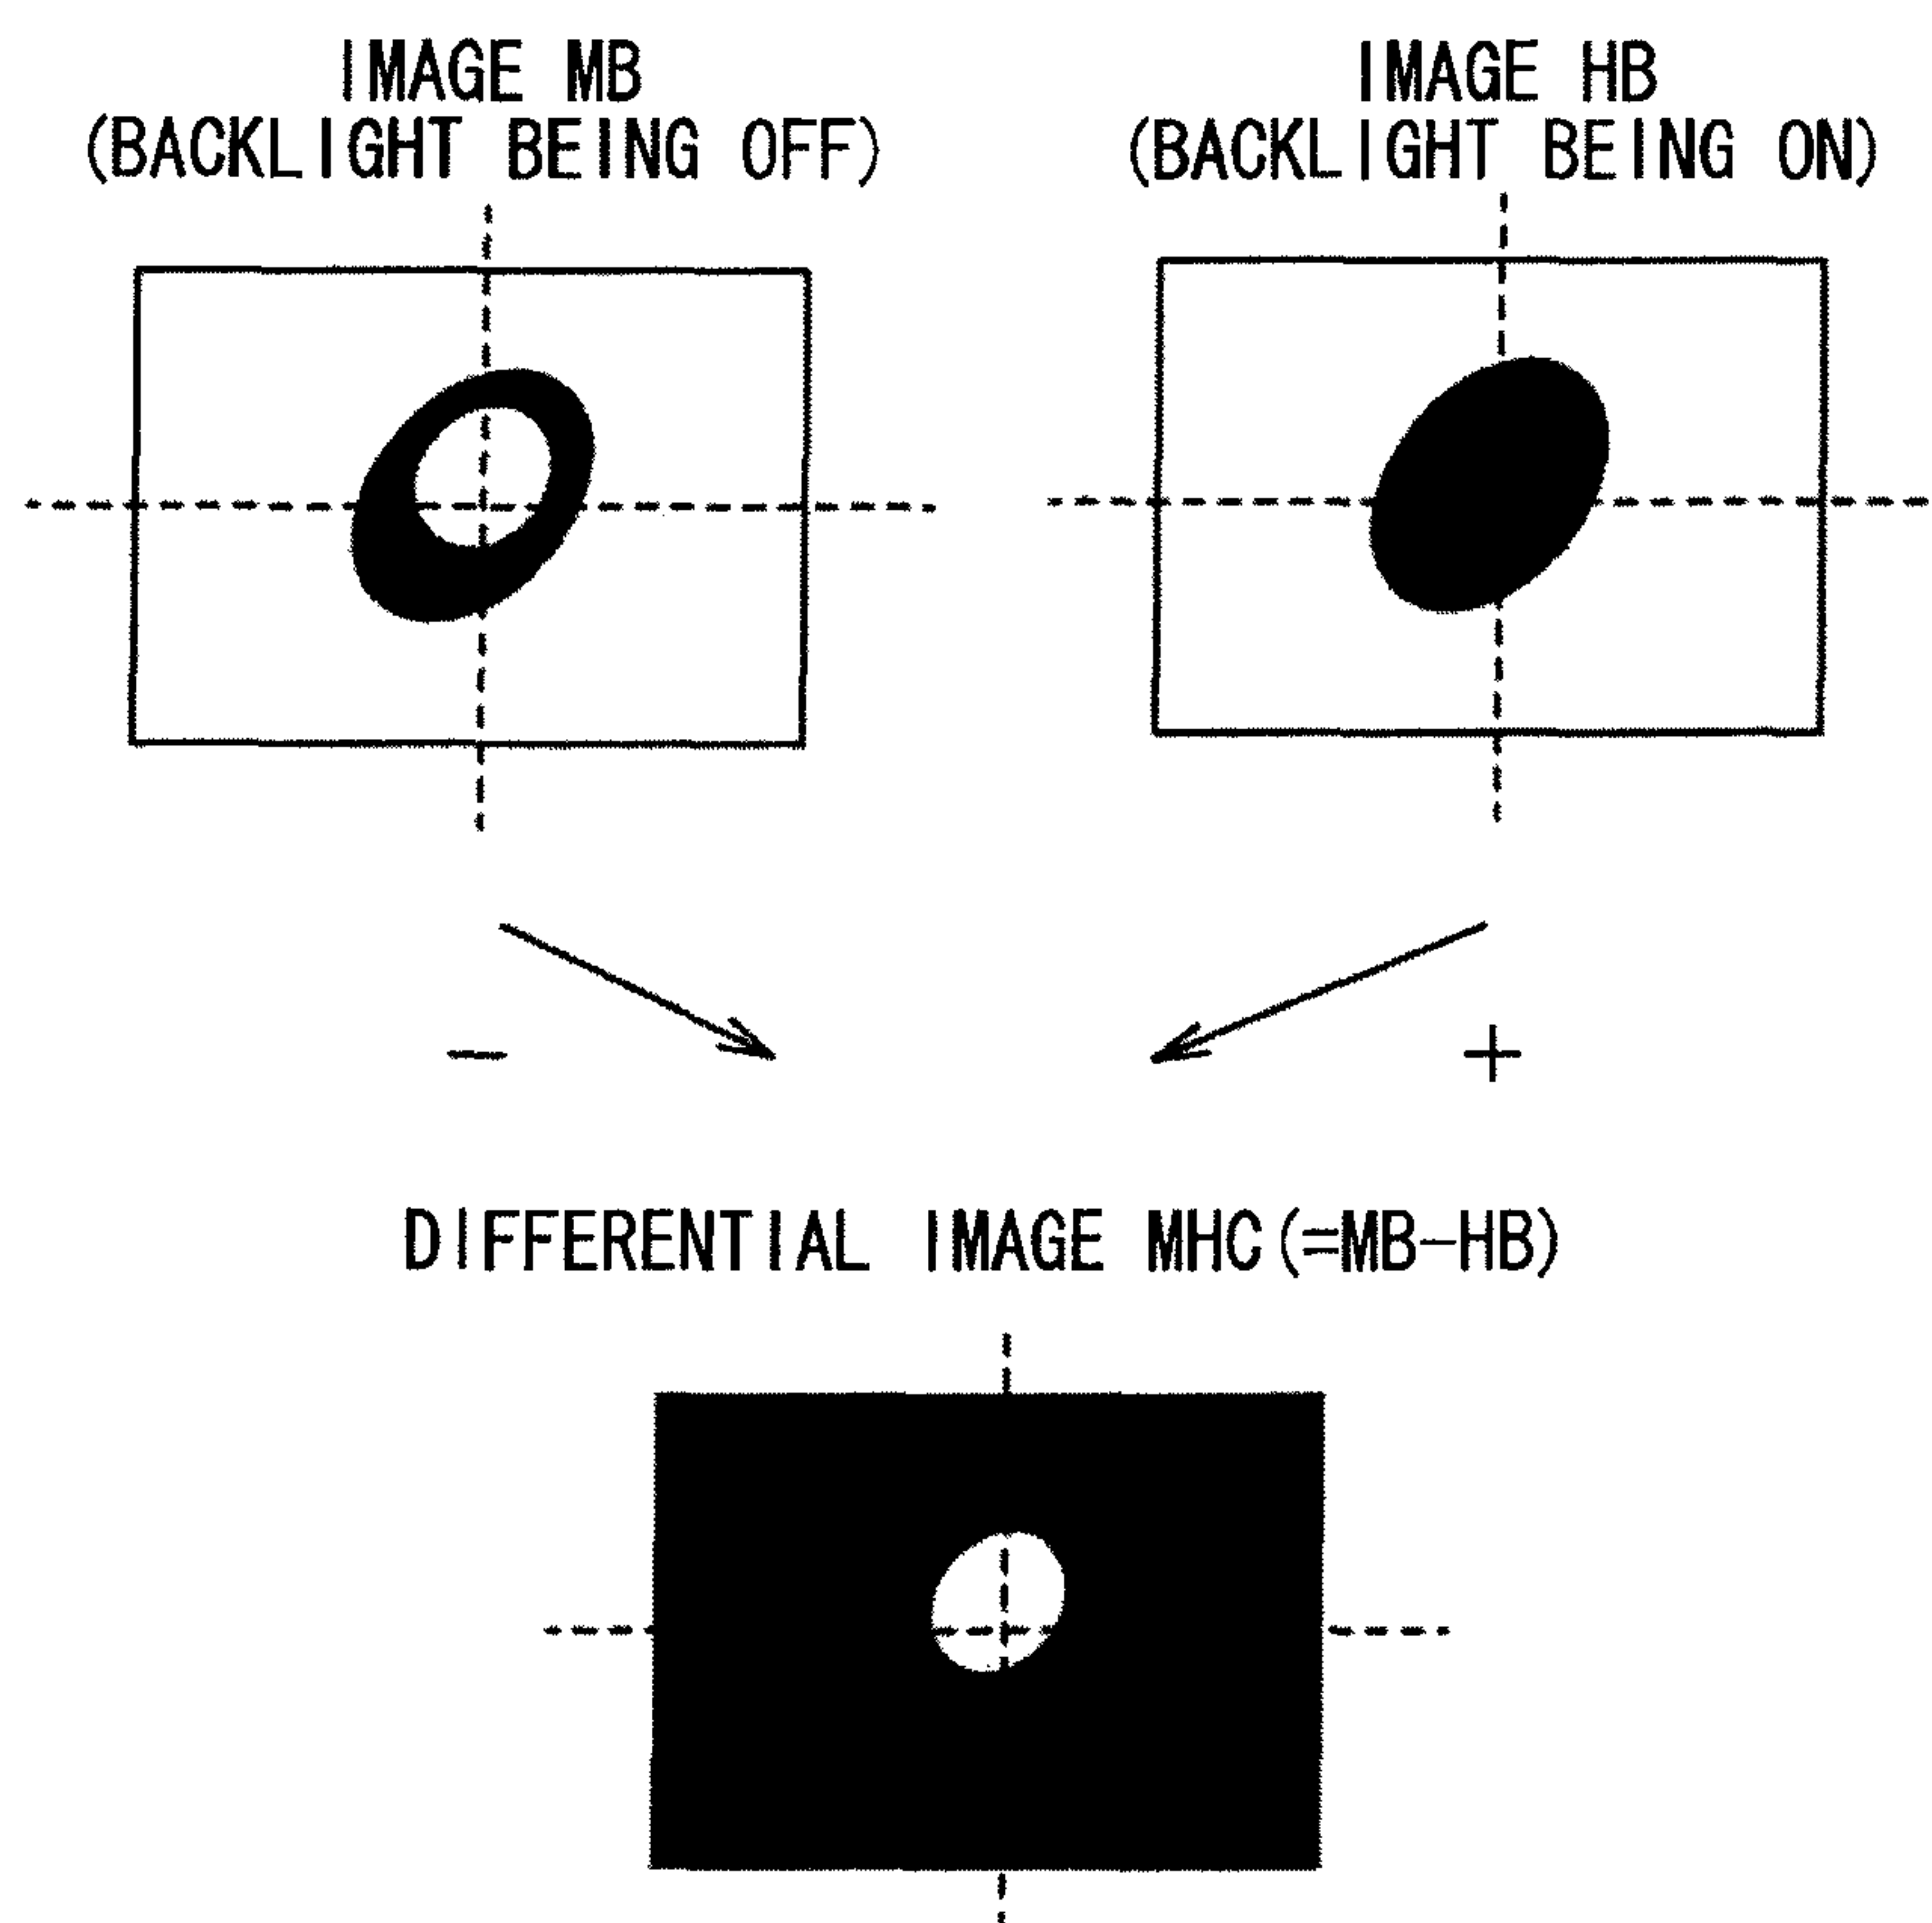 IMAGE MB
(BACKLIGHT BEING OFF)
IMAGE HB
(BACKLIGHT BEING ON)
−
+
DIFFERENTIAL IMAGE MHC(=MB−HB)